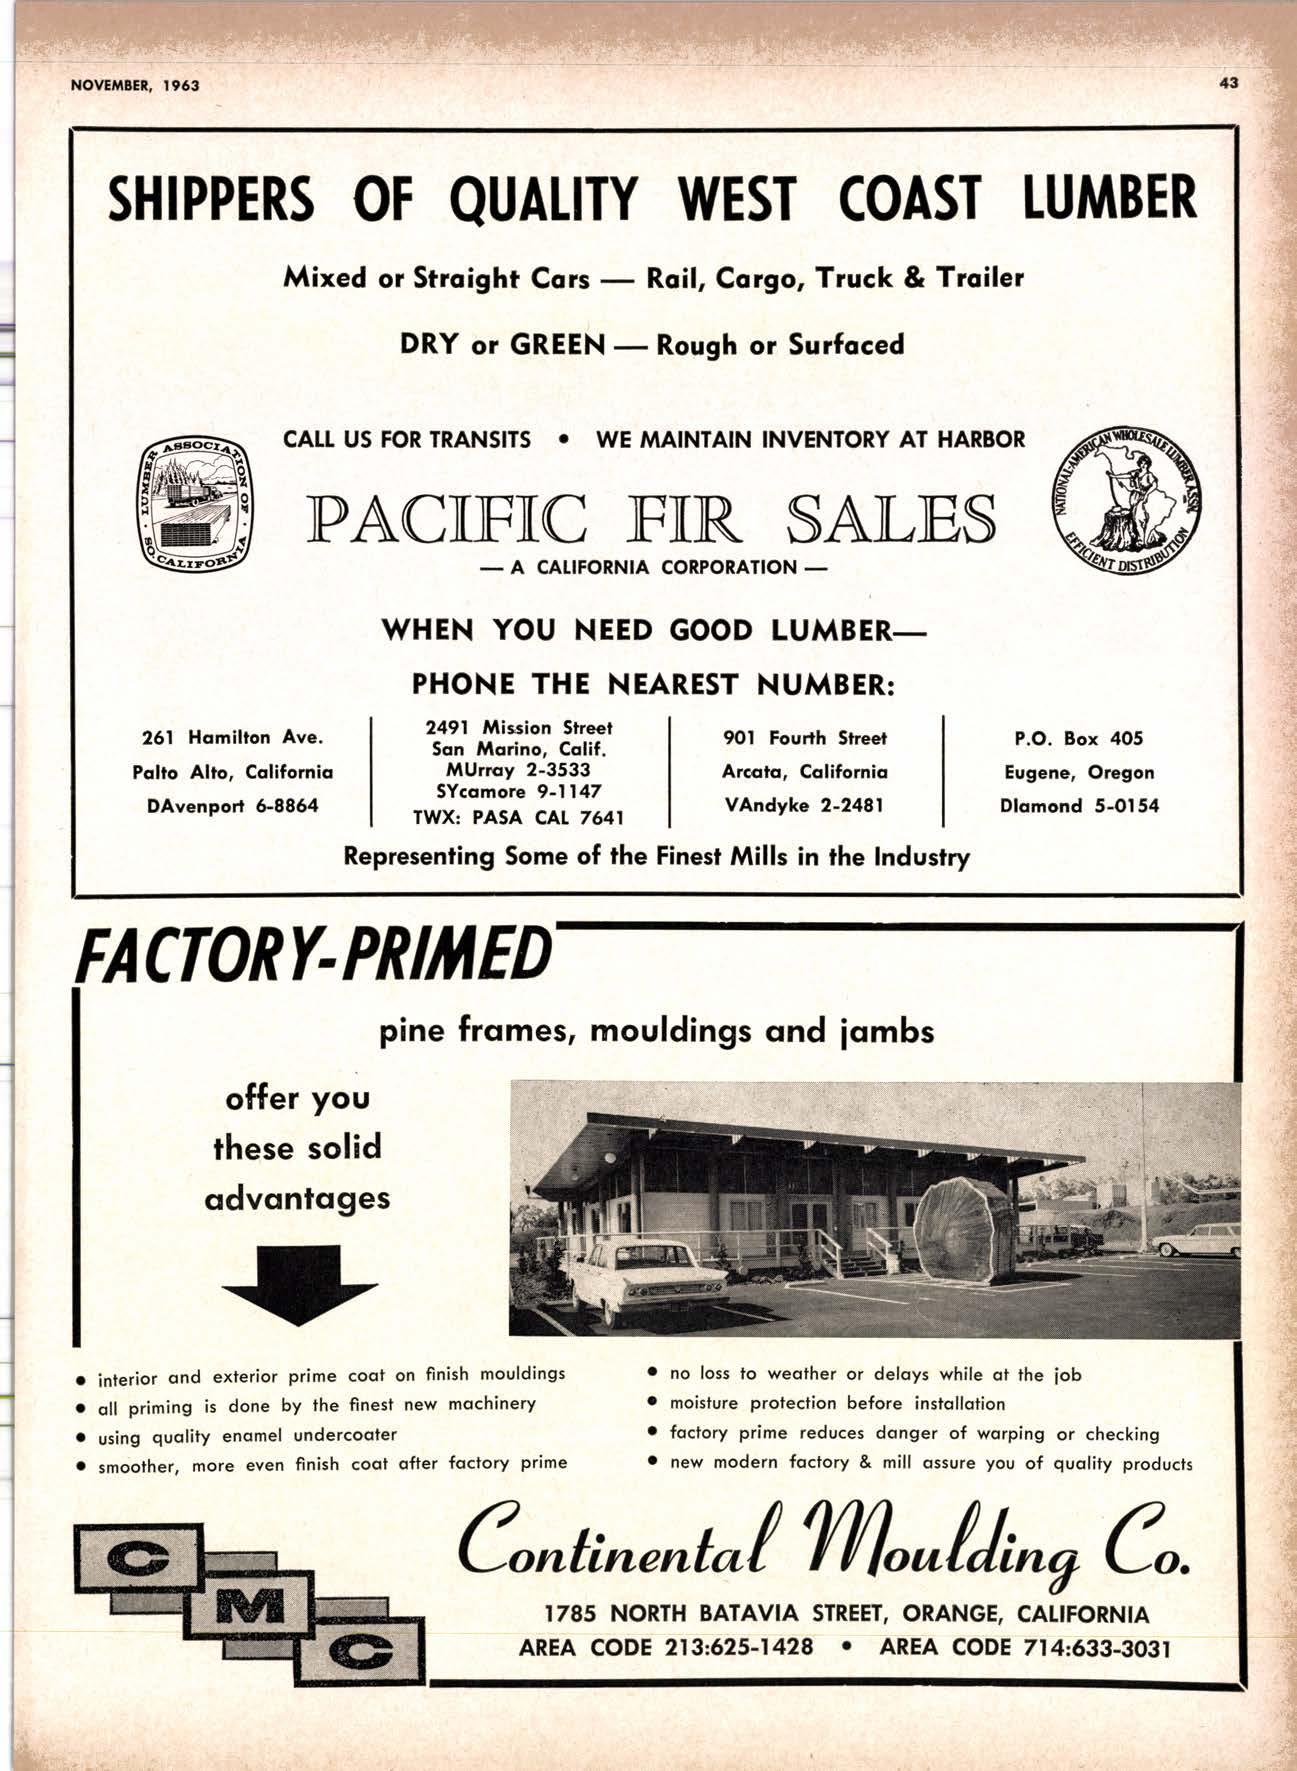 NOVEMBER, 1963
43
SHIPPERS OF QUALITY WEST COAST LUMBER
Mixed or Straight Cars — Rail, Cargo, Truck & Trailer
DRY or GREEN — Rough or Surfaced
CALL US FOR TRANSITS • WE MAINTAIN INVENTORY AT HARBOR
LUMBER ASSOCIATION OF
SO. CALIFORNIA
PACIFIC FIR SALES
— A CALIFORNIA CORPORATION —
NATIONAL-AMERICAN WHOLESALE LUMBER ASSN.
EFFICIENT DISTRIBUTION
WHEN YOU NEED GOOD LUMBER—
PHONE THE NEAREST NUMBER:
261 Hamilton Ave.
Palto Alto, California
DAvenport 6-8864
2491 Mission Street
San Marino, Calif.
MUrray 2-3533
SYcamore 9-1147
TWX: PASA CAL 7641
901 Fourth Street
Arcata, California
VAndyke 2-2481
P.O. Box 405
Eugene, Oregon
DIamond 5-0154
Representing Some of the Finest Mills in the Industry
FACTORY-PRIMED
pine frames, mouldings and jambs
offer you
these solid
advantages
• interior and exterior prime coat on finish mouldings
• all priming is done by the finest new machinery
• using quality enamel undercoater
• smoother, more even finish coat after factory prime
• no loss to weather or delays while at the job
• moisture protection before installation
• factory prime reduces danger of warping or checking
• new modern factory & mill assure you of quality products
C
M
C
Continental Moulding Co.
1785 NORTH BATAVIA STREET, ORANGE, CALIFORNIA
AREA CODE 213:625-1428 • AREA CODE 714:633-3031